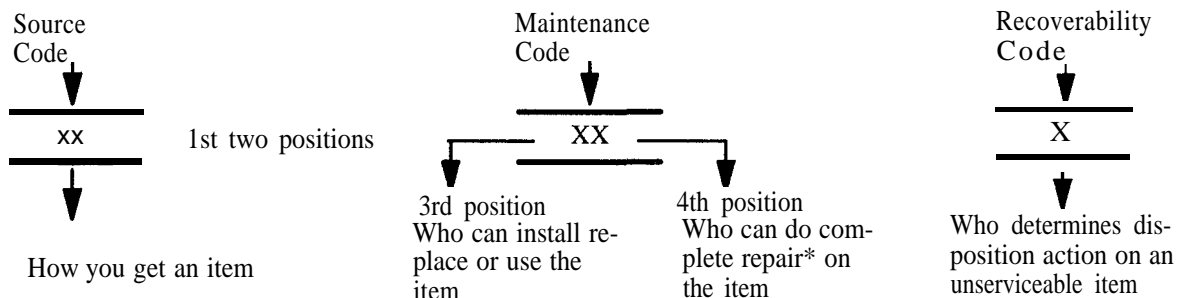 Source
Code
xx
1st two positions
How you get an item
Maintenance
Code
XX
3rd position
Who can install re-
place or use the
item
4th position
Who can do com-
plete repair* on
the item
Recoverability
Code
X
Who determines dis-
position action on an
unserviceable item